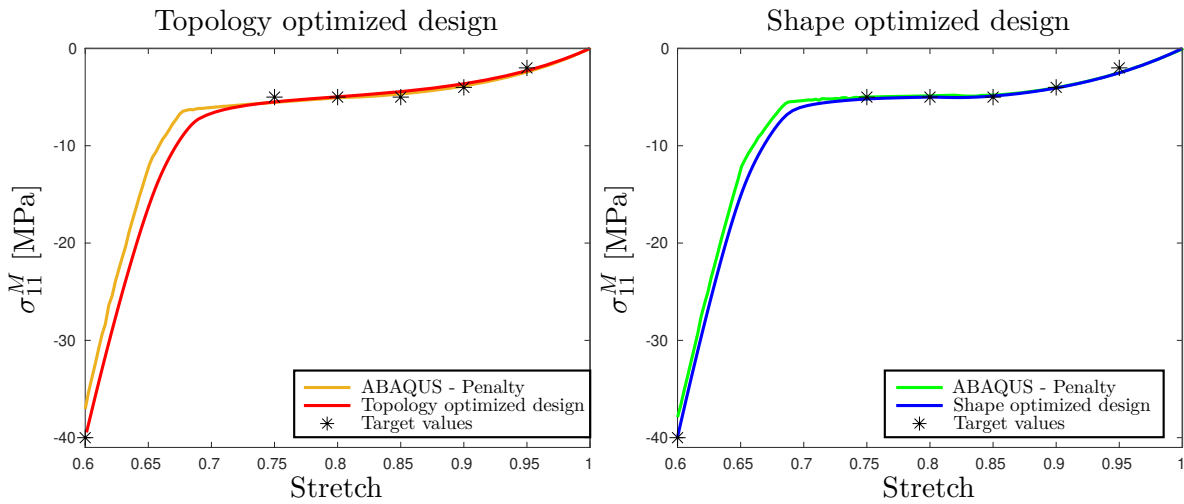 Topology optimized design
0
-10
-20
-30
-40
0.6 0.65 0.7 0.75 0.8 0.85 0.9 0.95 1
Stretch
σ₁₁ᴹ [MPa]
ABAQUS - Penalty
Topology optimized design
Target values
Shape optimized design
0
-10
-20
-30
-40
0.6 0.65 0.7 0.75 0.8 0.85 0.9 0.95 1
Stretch
σ₁₁ᴹ [MPa]
ABAQUS - Penalty
Shape optimized design
Target values